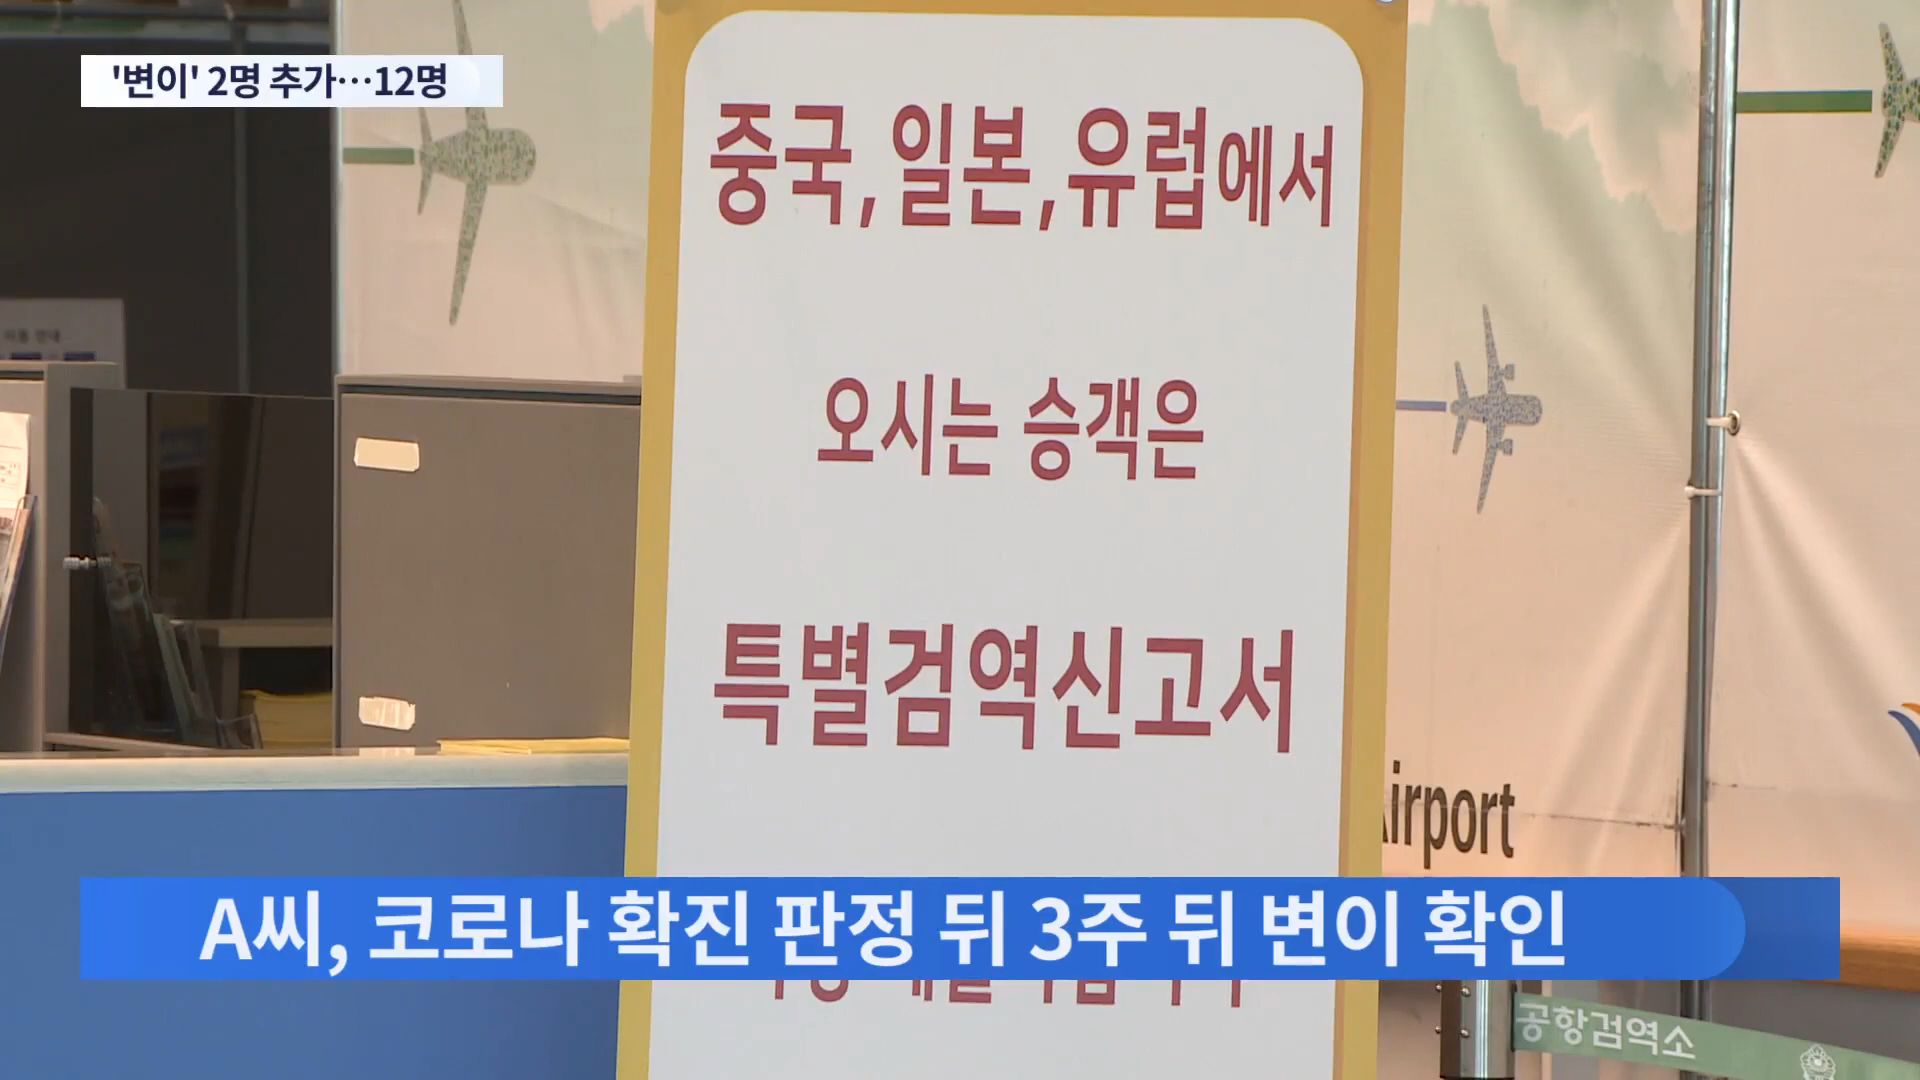 '변이' 2명 추가…12명
중국,일본,유럽에서
오시는 승객은
특별검역신고서
irport
A씨, 코로나 확진 판정 뒤 3주 뒤 변이 확인
공항검역소